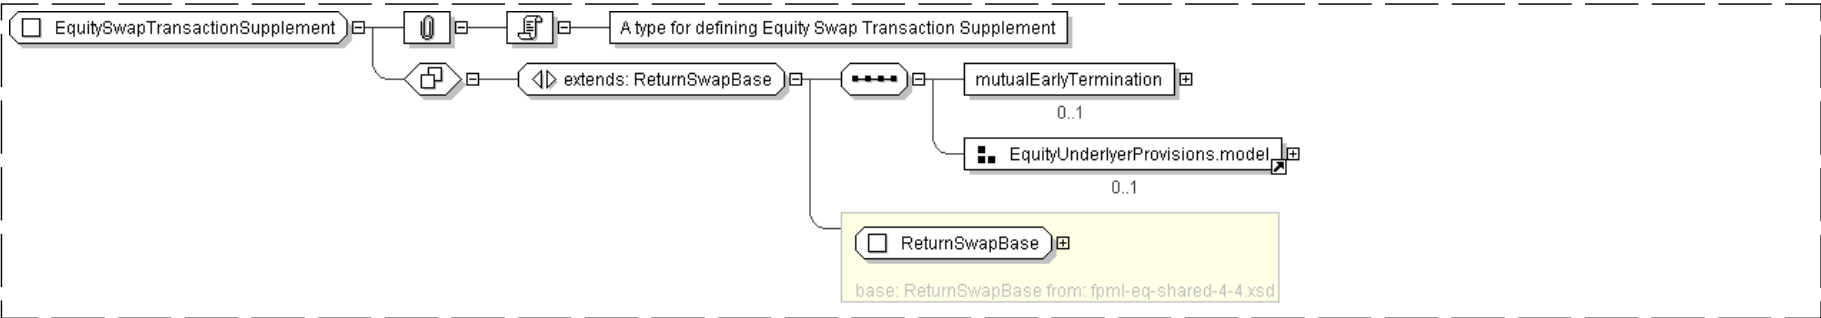 EquitySwapTransactionSupplement
A type for defining Equity Swap Transaction Supplement
extends: ReturnSwapBase
mutualEarlyTermination
0..1
EquityUnderlyerProvisions.model
0..1
ReturnSwapBase
base: ReturnSwapBase from: fpml-eq-shared-4-4.xsd